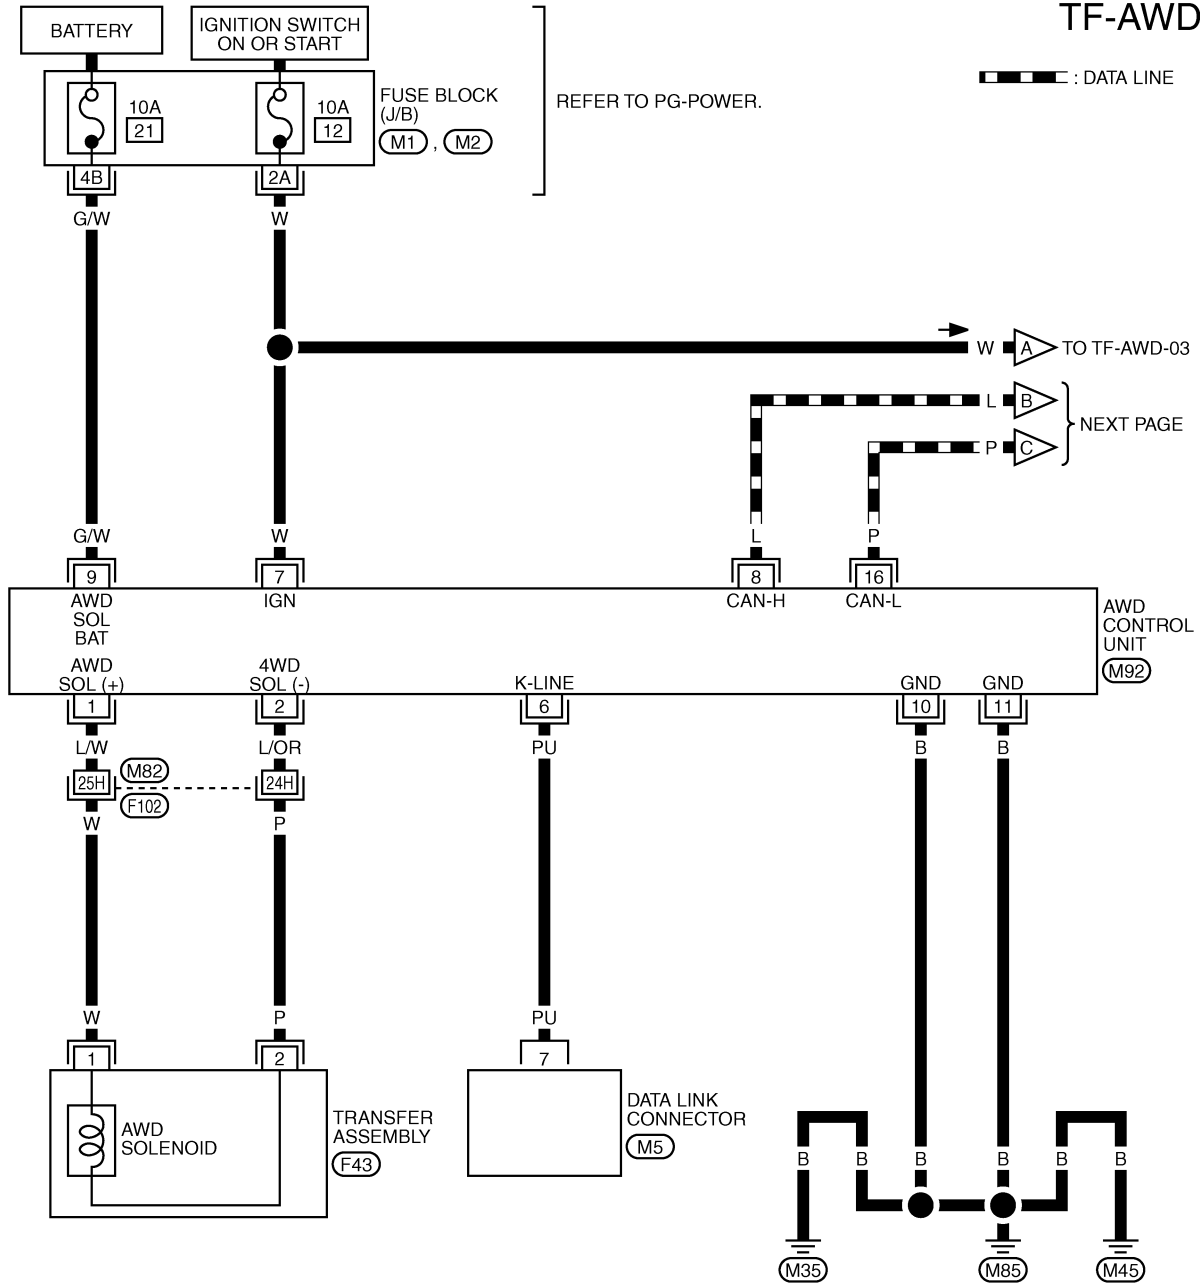 TF-AWD
BATTERY
IGNITION SWITCH
ON OR START
: DATA LINE
10A
21
10A
12
FUSE BLOCK
(J/B)
M1 , M2
REFER TO PG-POWER.
4B
2A
G/W
W
W
A
TO TF-AWD-03
L
B
NEXT PAGE
P
C
G/W
W
L
P
9
7
8
16
AWD
SOL
BAT
IGN
CAN-H
CAN-L
AWD
CONTROL
UNIT
M92
AWD
SOL (+)
4WD
SOL (-)
K-LINE
GND
GND
1
2
6
10
11
L/W
L/OR
PU
B
B
25H
M82
F102
24H
W
P
W
P
PU
1
2
7
AWD
SOLENOID
TRANSFER
ASSEMBLY
F43
DATA LINK
CONNECTOR
M5
B
B
B
B
B
B
M35
M85
M45